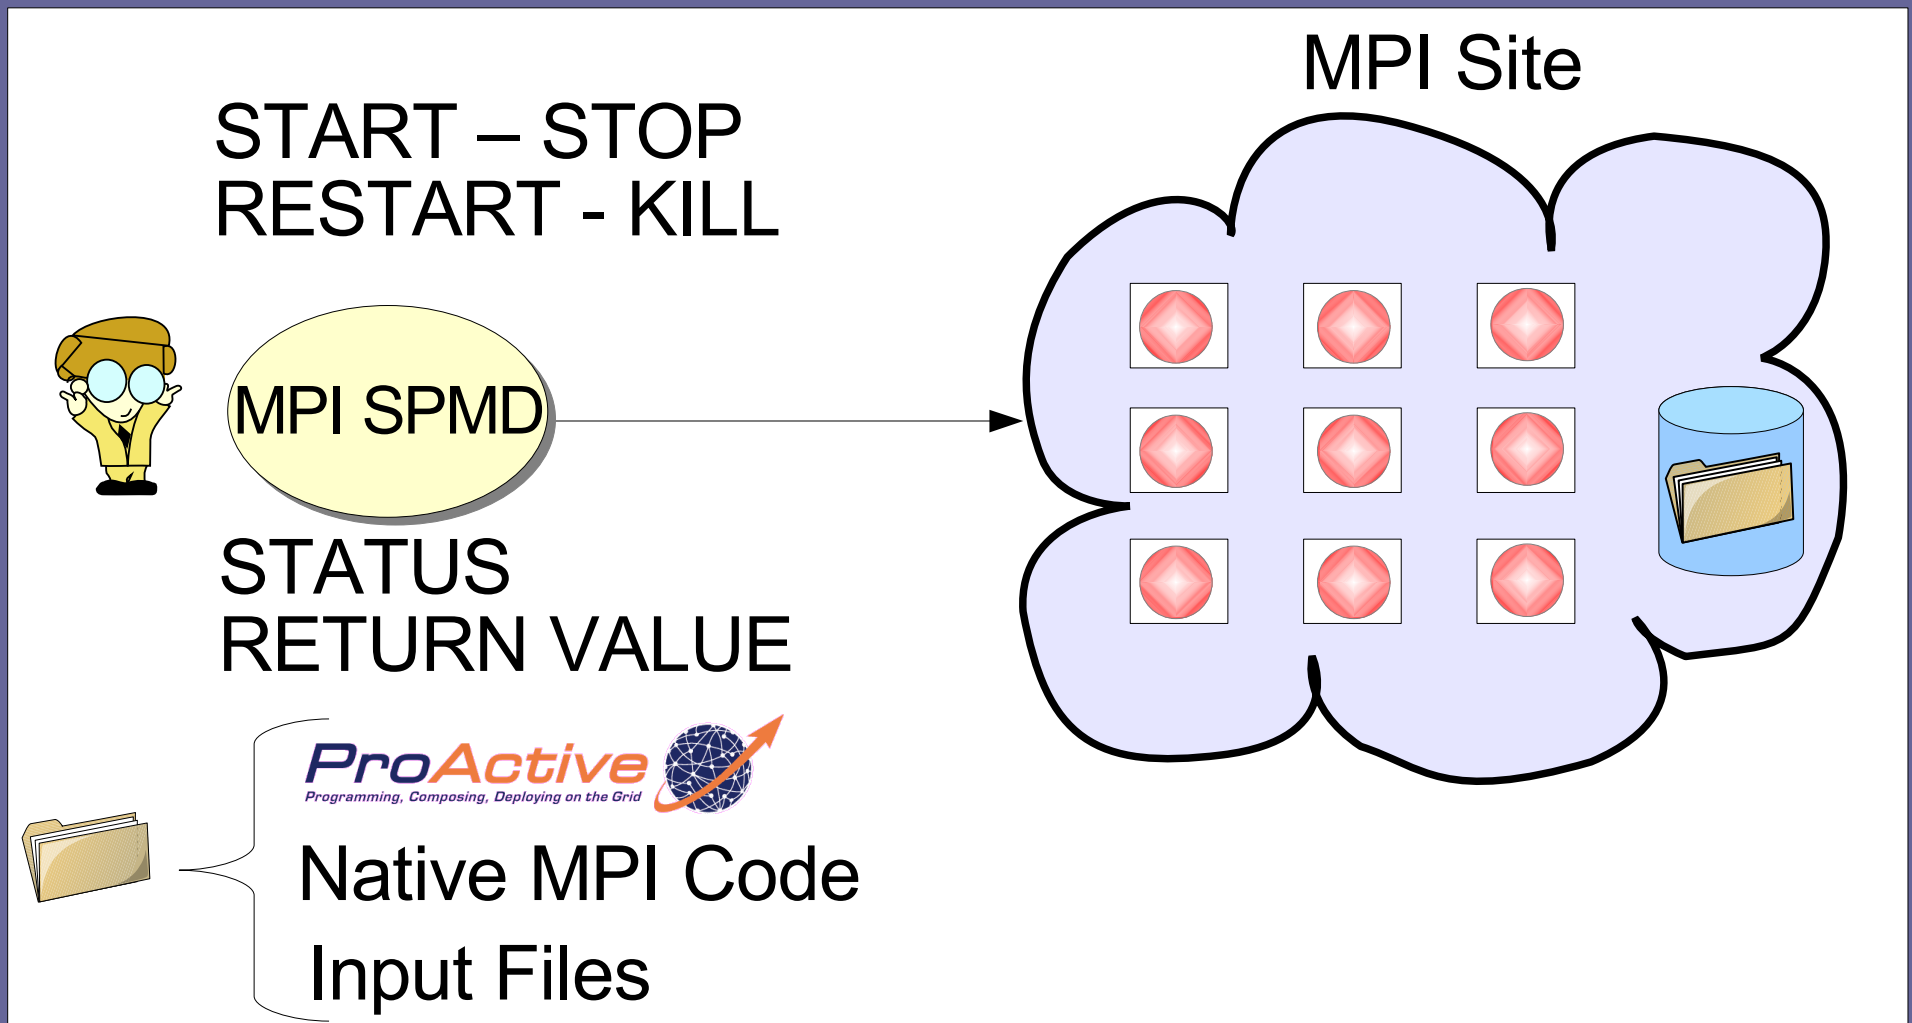 MPI Site
START – STOP
RESTART - KILL
MPI SPMD
STATUS
RETURN VALUE
ProActive
Programming, Composing, Deploying on the Grid
Native MPI Code
Input Files